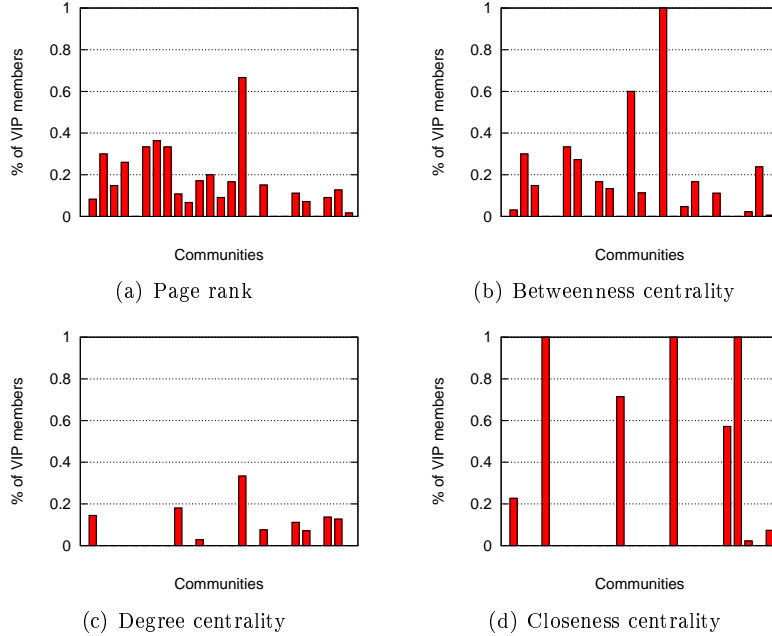 1
0.8
0.6
0.4
0.2
0
% of VIP members
Communities
(a) Page rank
1
0.8
0.6
0.4
0.2
0
% of VIP members
Communities
(b) Betweenness centrality
1
0.8
0.6
0.4
0.2
0
% of VIP members
Communities
(c) Degree centrality
1
0.8
0.6
0.4
0.2
0
% of VIP members
Communities
(d) Closeness centrality